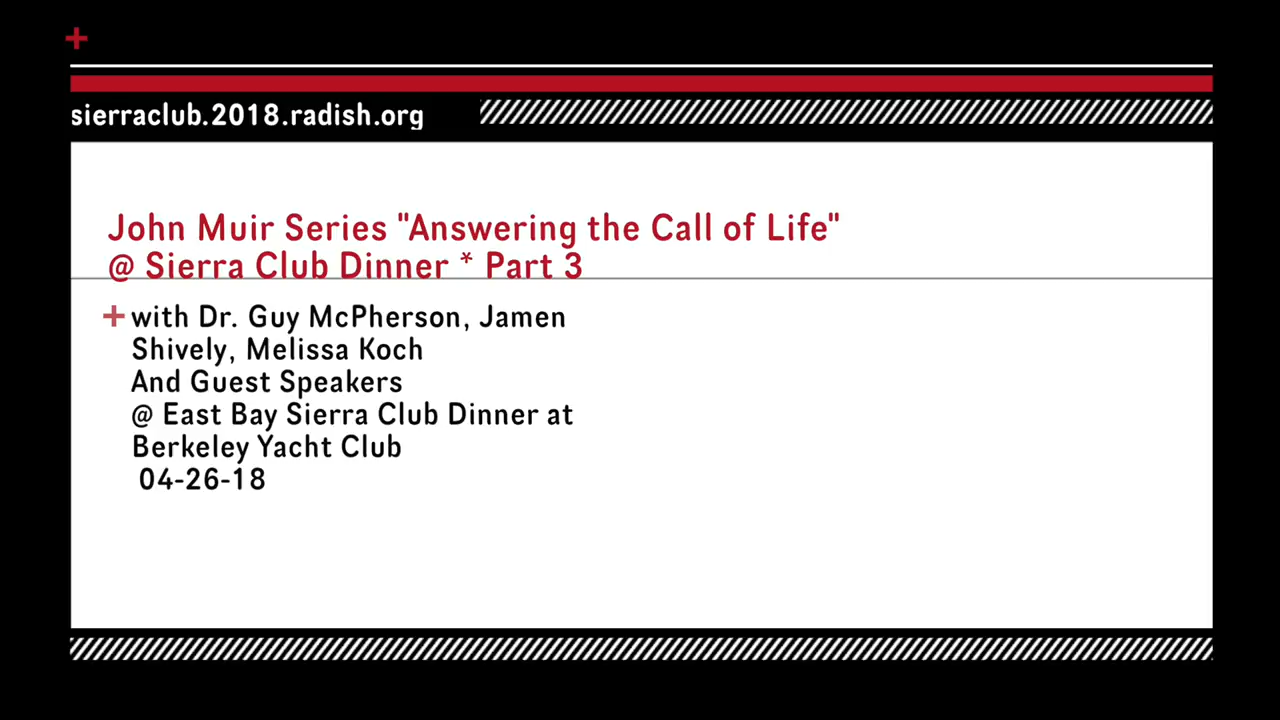 sierraclub.2018.radish.org
John Muir Series "Answering the Call of Life"
@ Sierra Club Dinner * Part 3
with Dr. Guy McPherson, Jamen
Shively, Melissa Koch
And Guest Speakers
@ East Bay Sierra Club Dinner at
Berkeley Yacht Club
04-26-18